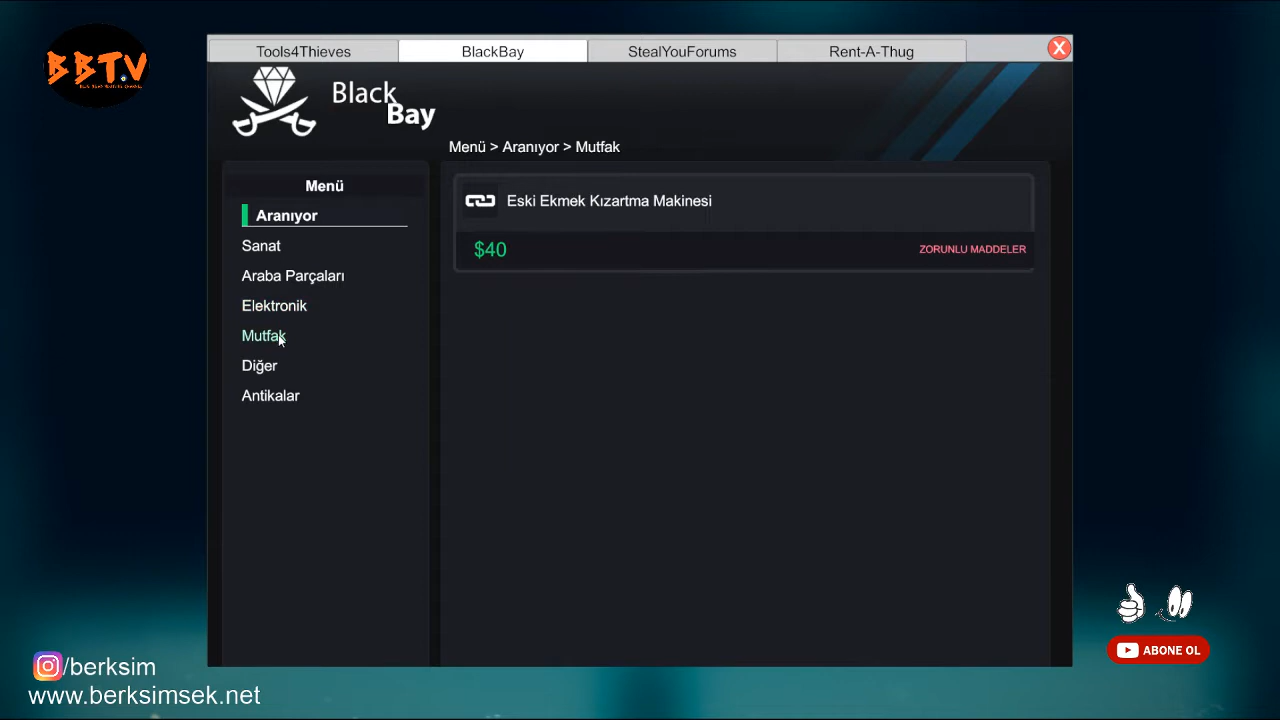 BBTV
Tools4Thieves
BlackBay
StealYouForums
Rent-A-Thug
X
Black
Bay
Menü > Aranıyor > Mutfak
Menü
Aranıyor
Sanat
Araba Parçaları
Elektronik
Mutfak
Diğer
Antikalar
Eski Ekmek Kızartma Makinesi
$40
ZORUNLU MADDELER
/berksim
www.berksimsek.net
ABONE OL